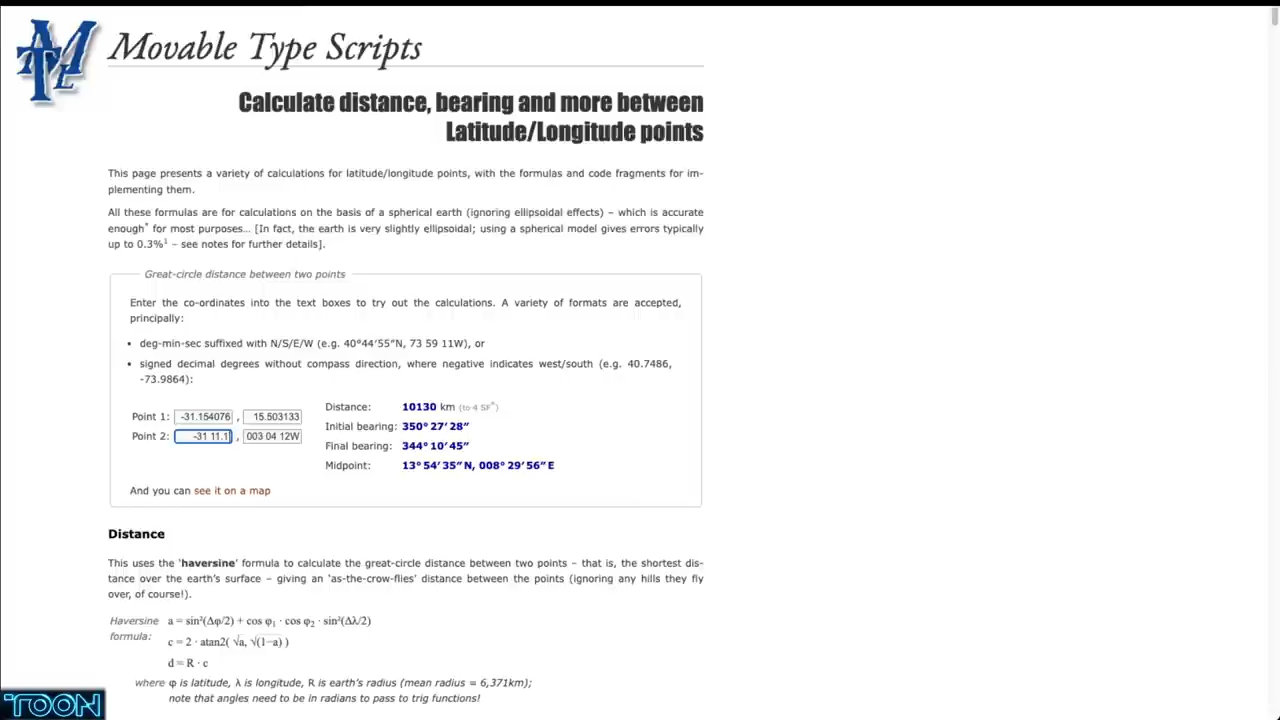 MTL
Movable Type Scripts
Calculate distance, bearing and more between
Latitude/Longitude points
This page presents a variety of calculations for latitude/longitude points, with the formulas and code fragments for im-
plementing them.
All these formulas are for calculations on the basis of a spherical earth (ignoring ellipsoidal effects) – which is accurate
enough* for most purposes… [In fact, the earth is very slightly ellipsoidal; using a spherical model gives errors typically
up to 0.3%¹ – see notes for further details].
Great-circle distance between two points
Enter the co-ordinates into the text boxes to try out the calculations. A variety of formats are accepted,
principally:
• deg-min-sec suffixed with N/S/E/W (e.g. 40°44′55″N, 73 59 11W), or
• signed decimal degrees without compass direction, where negative indicates west/south (e.g. 40.7486,
-73.9864):
Point 1: -31.154076 , 15.503133
Point 2: -31 11.1 , 003 04 12W
Distance: 10130 km (to 4 SF*)
Initial bearing: 350° 27′ 28″
Final bearing: 344° 10′ 45″
Midpoint: 13° 54′ 35″ N, 008° 29′ 56″ E
And you can see it on a map
Distance
This uses the ‘haversine’ formula to calculate the great-circle distance between two points – that is, the shortest dis-
tance over the earth’s surface – giving an ‘as-the-crow-flies’ distance between the points (ignoring any hills they fly
over, of course!).
Haversine a = sin²(Δφ/2) + cos φ₁ ⋅ cos φ₂ ⋅ sin²(Δλ/2)
formula: c = 2 ⋅ atan2( √a, √(1−a) )
d = R ⋅ c
where φ is latitude, λ is longitude, R is earth’s radius (mean radius = 6,371km);
note that angles need to be in radians to pass to trig functions!
TOON